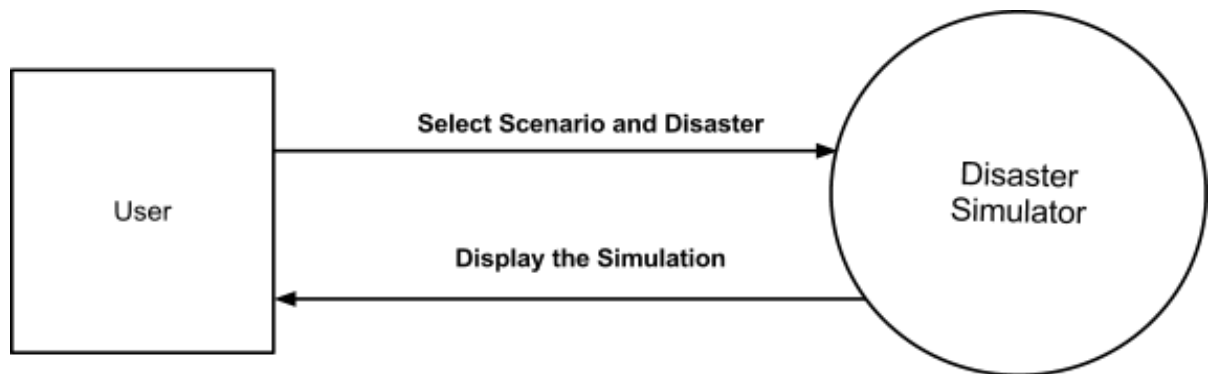 Select Scenario and Disaster
User
Disaster
Simulator
Display the Simulation